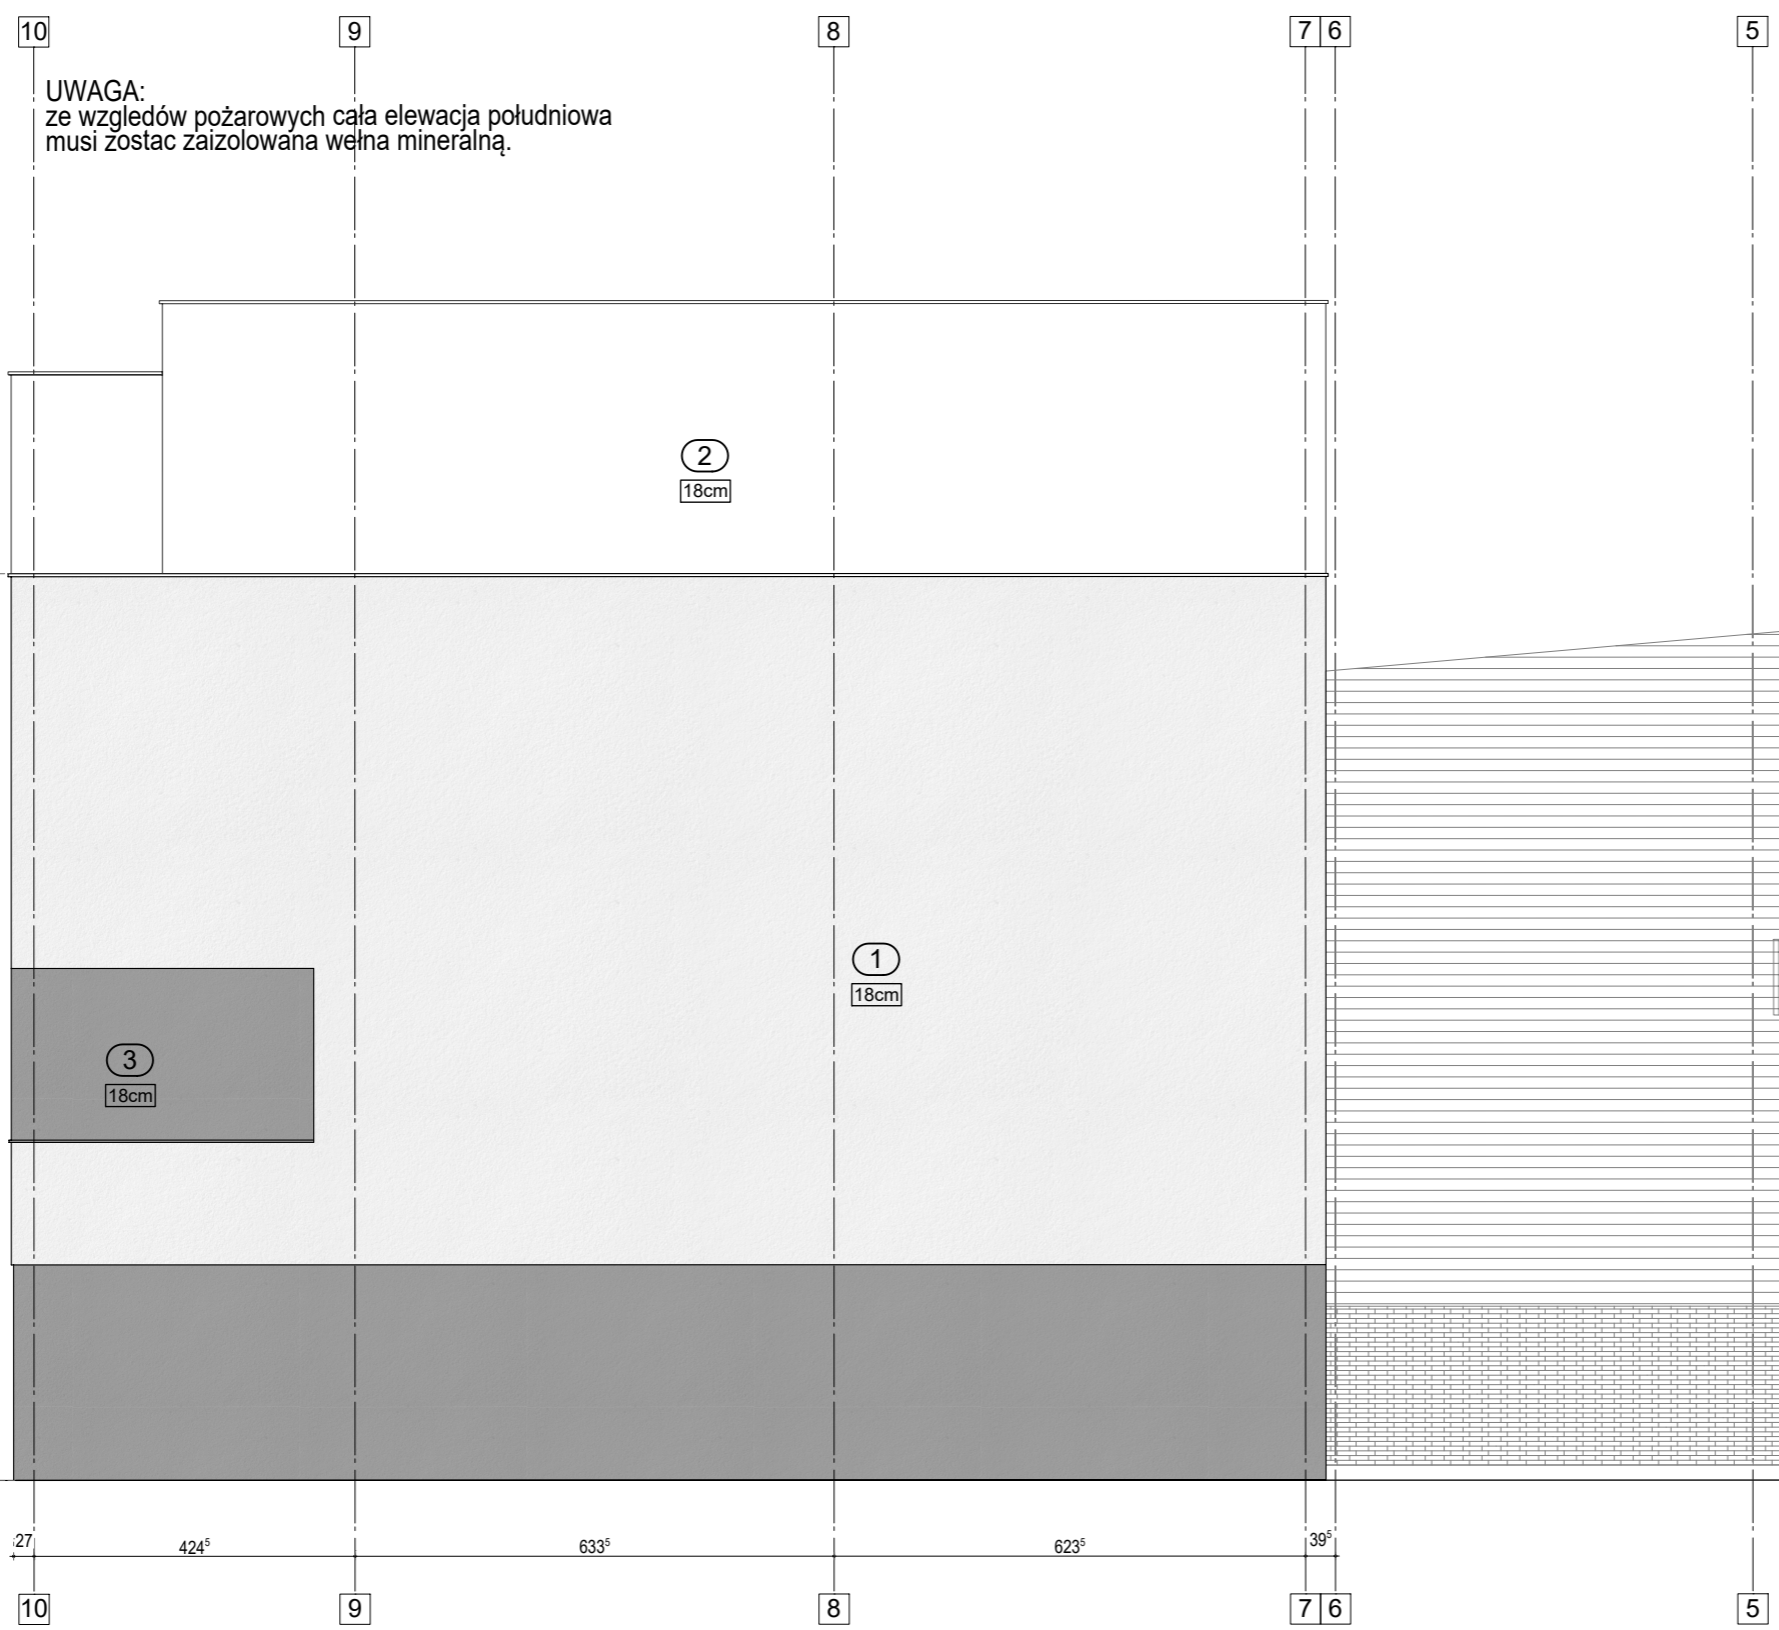 10 9 8 7 6 5
UWAGA:
ze wzgledów pożarowych cała elewacja południowa
musi zostac zaizolowana wełna mineralną.
2
18cm
1
18cm
3
18cm
27 424⁵ 633⁵ 623⁵ 39⁵
10 9 8 7 6 5